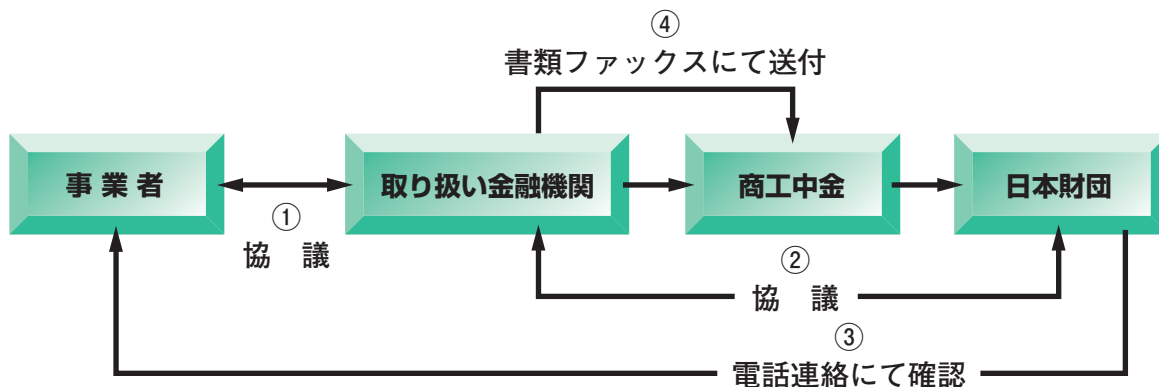 ④
書類ファックスにて送付
事 業 者
取り扱い金融機関
商工中金
日本財団
①
協　議
②
協　議
③
電話連絡にて確認